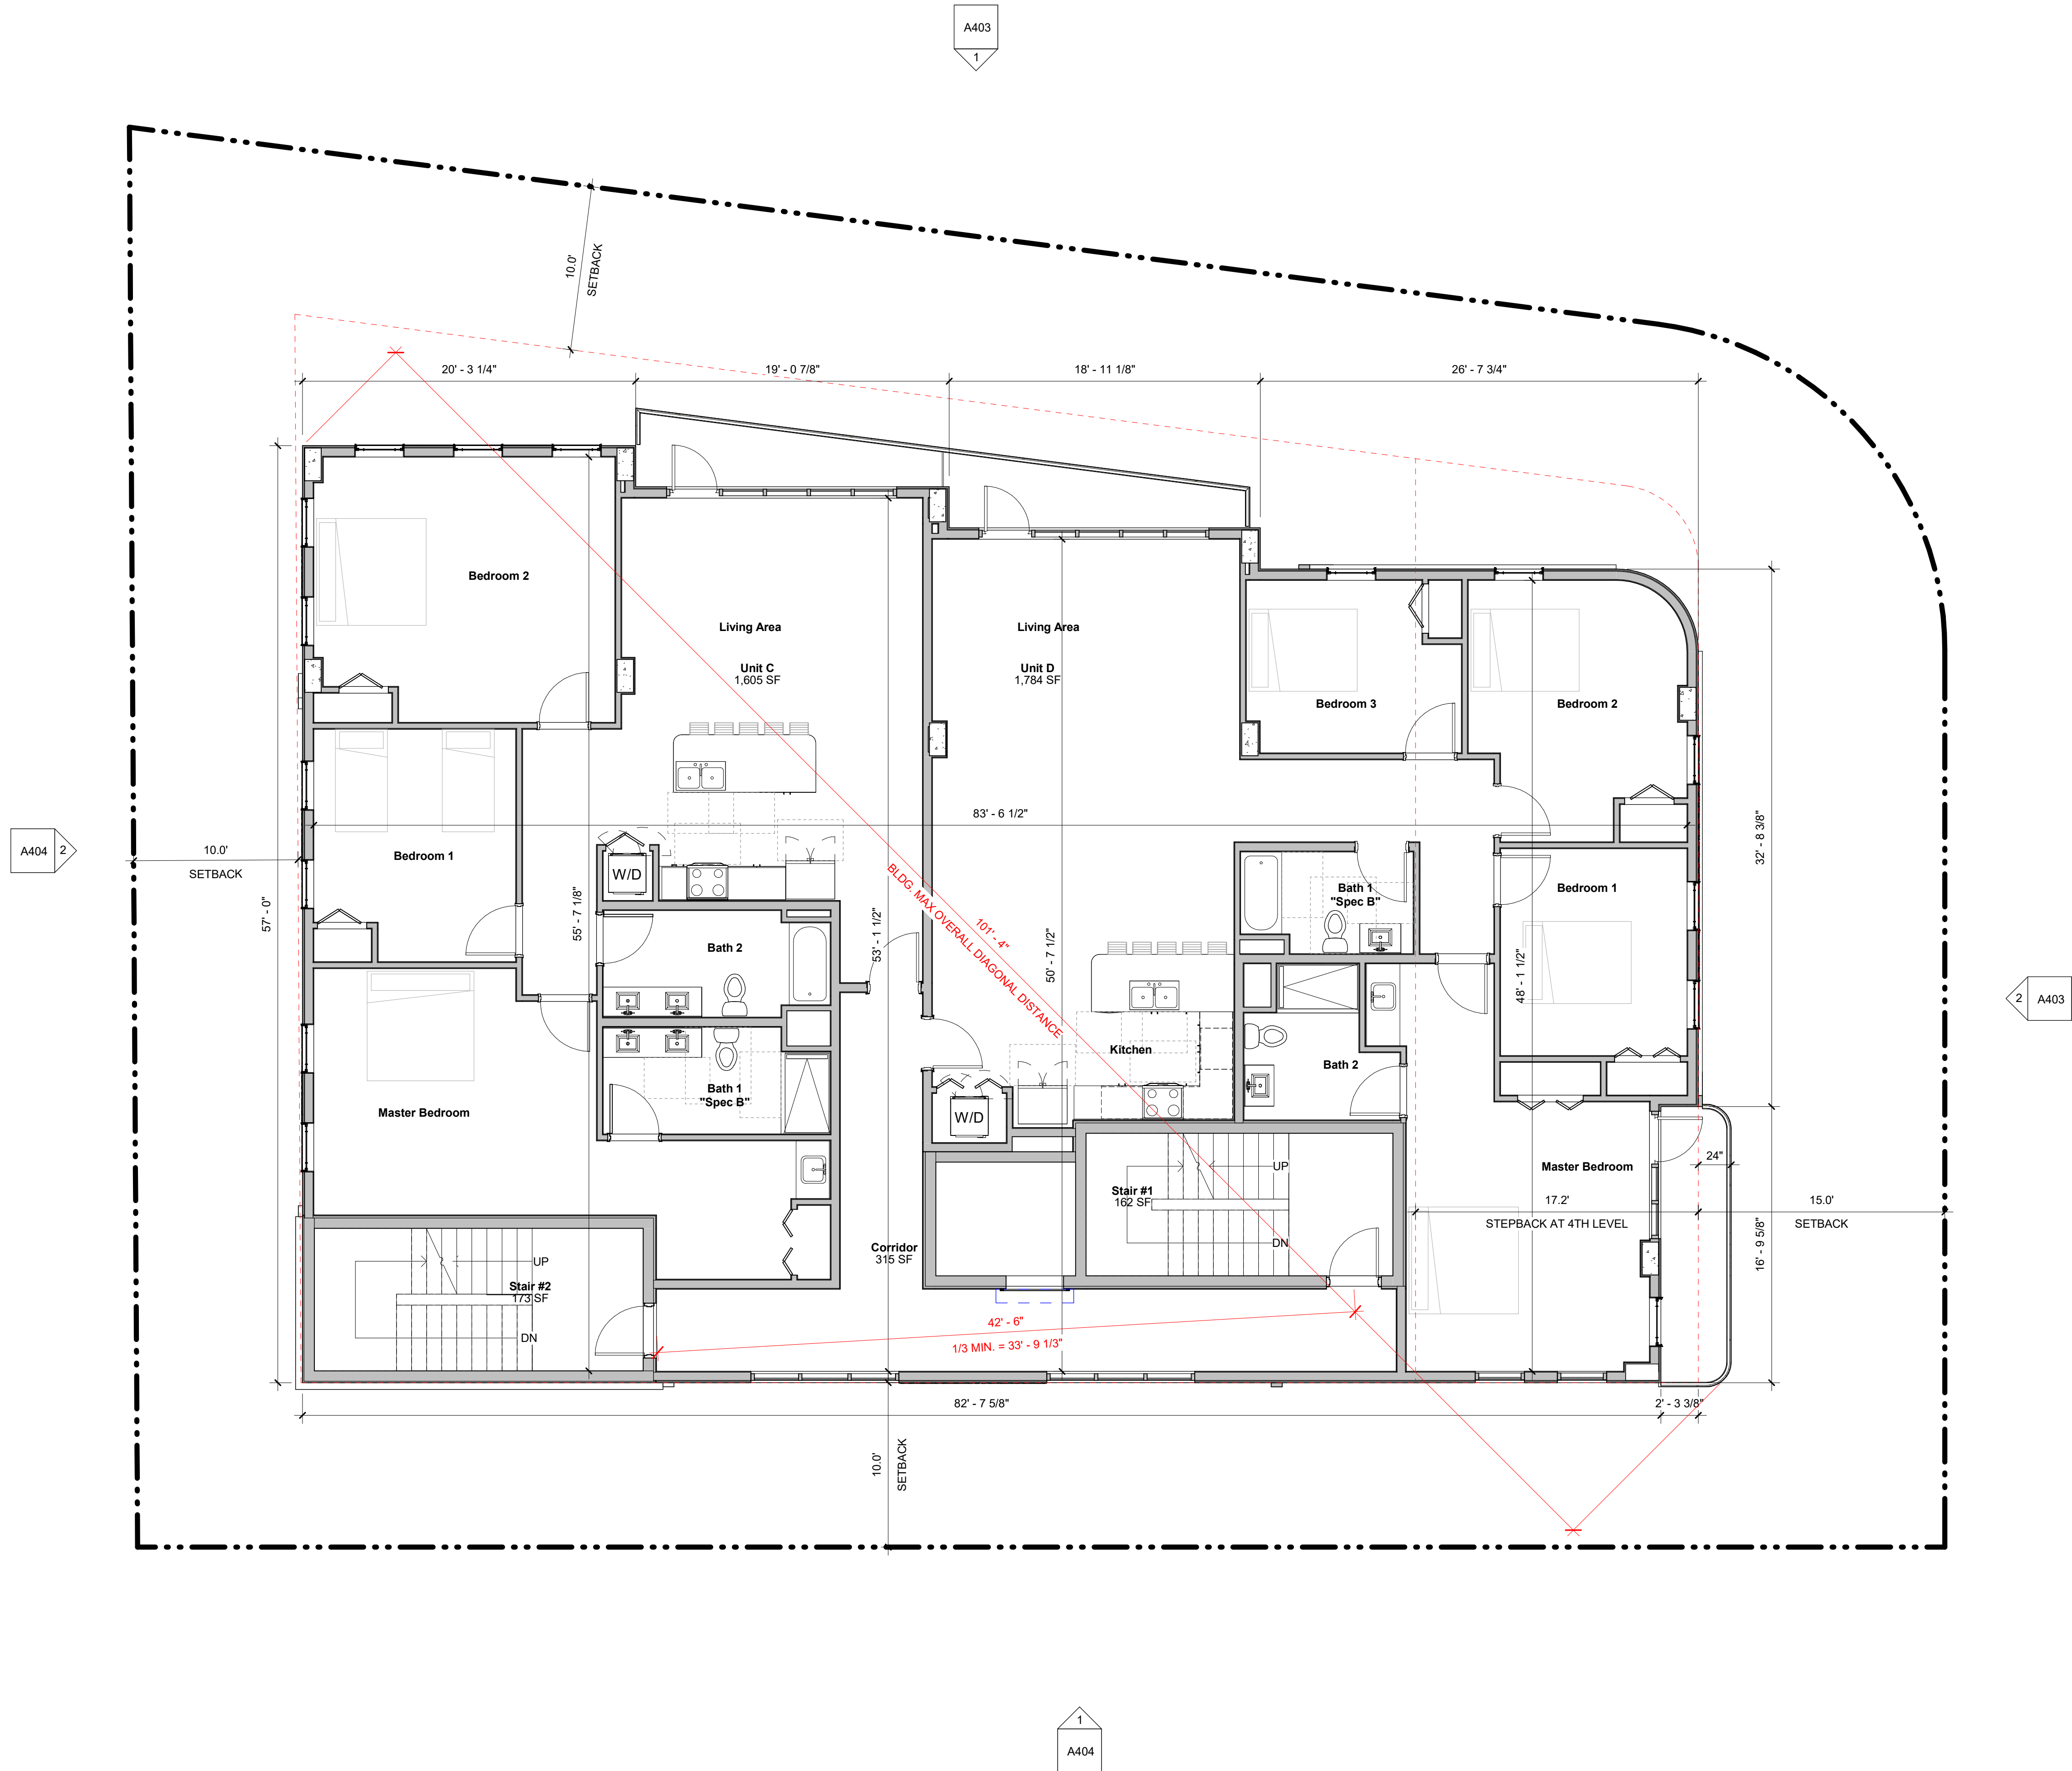 A403
1
10.0'
SETBACK
20' - 3 1/4"
19' - 0 7/8"
18' - 11 1/8"
26' - 7 3/4"
Bedroom 2
Living Area
Living Area
Unit C
1,605 SF
Unit D
1,784 SF
Bedroom 3
Bedroom 2
83' - 6 1/2"
32' - 8 3/8"
A404
2
10.0'
SETBACK
57' - 0"
Bedroom 1
55' - 7 1/8"
W/D
53' - 1 1/2"
BLDG. MAX OVERALL DIAGONAL DISTANCE
101' - 4"
50' - 7 1/2"
Bath 1
"Spec B"
Bedroom 1
48' - 1 1/2"
Bath 2
2
A403
Kitchen
Bath 2
Bath 1
"Spec B"
Master Bedroom
W/D
Master Bedroom
24"
UP
Stair #1
162 SF
DN
17.2'
STEPBACK AT 4TH LEVEL
15.0'
SETBACK
16' - 9 5/8"
Corridor
315 SF
UP
Stair #2
173 SF
DN
42' - 6"
1/3 MIN. = 33' - 9 1/3"
82' - 7 5/8"
2' - 3 3/8"
10.0'
SETBACK
1
A404